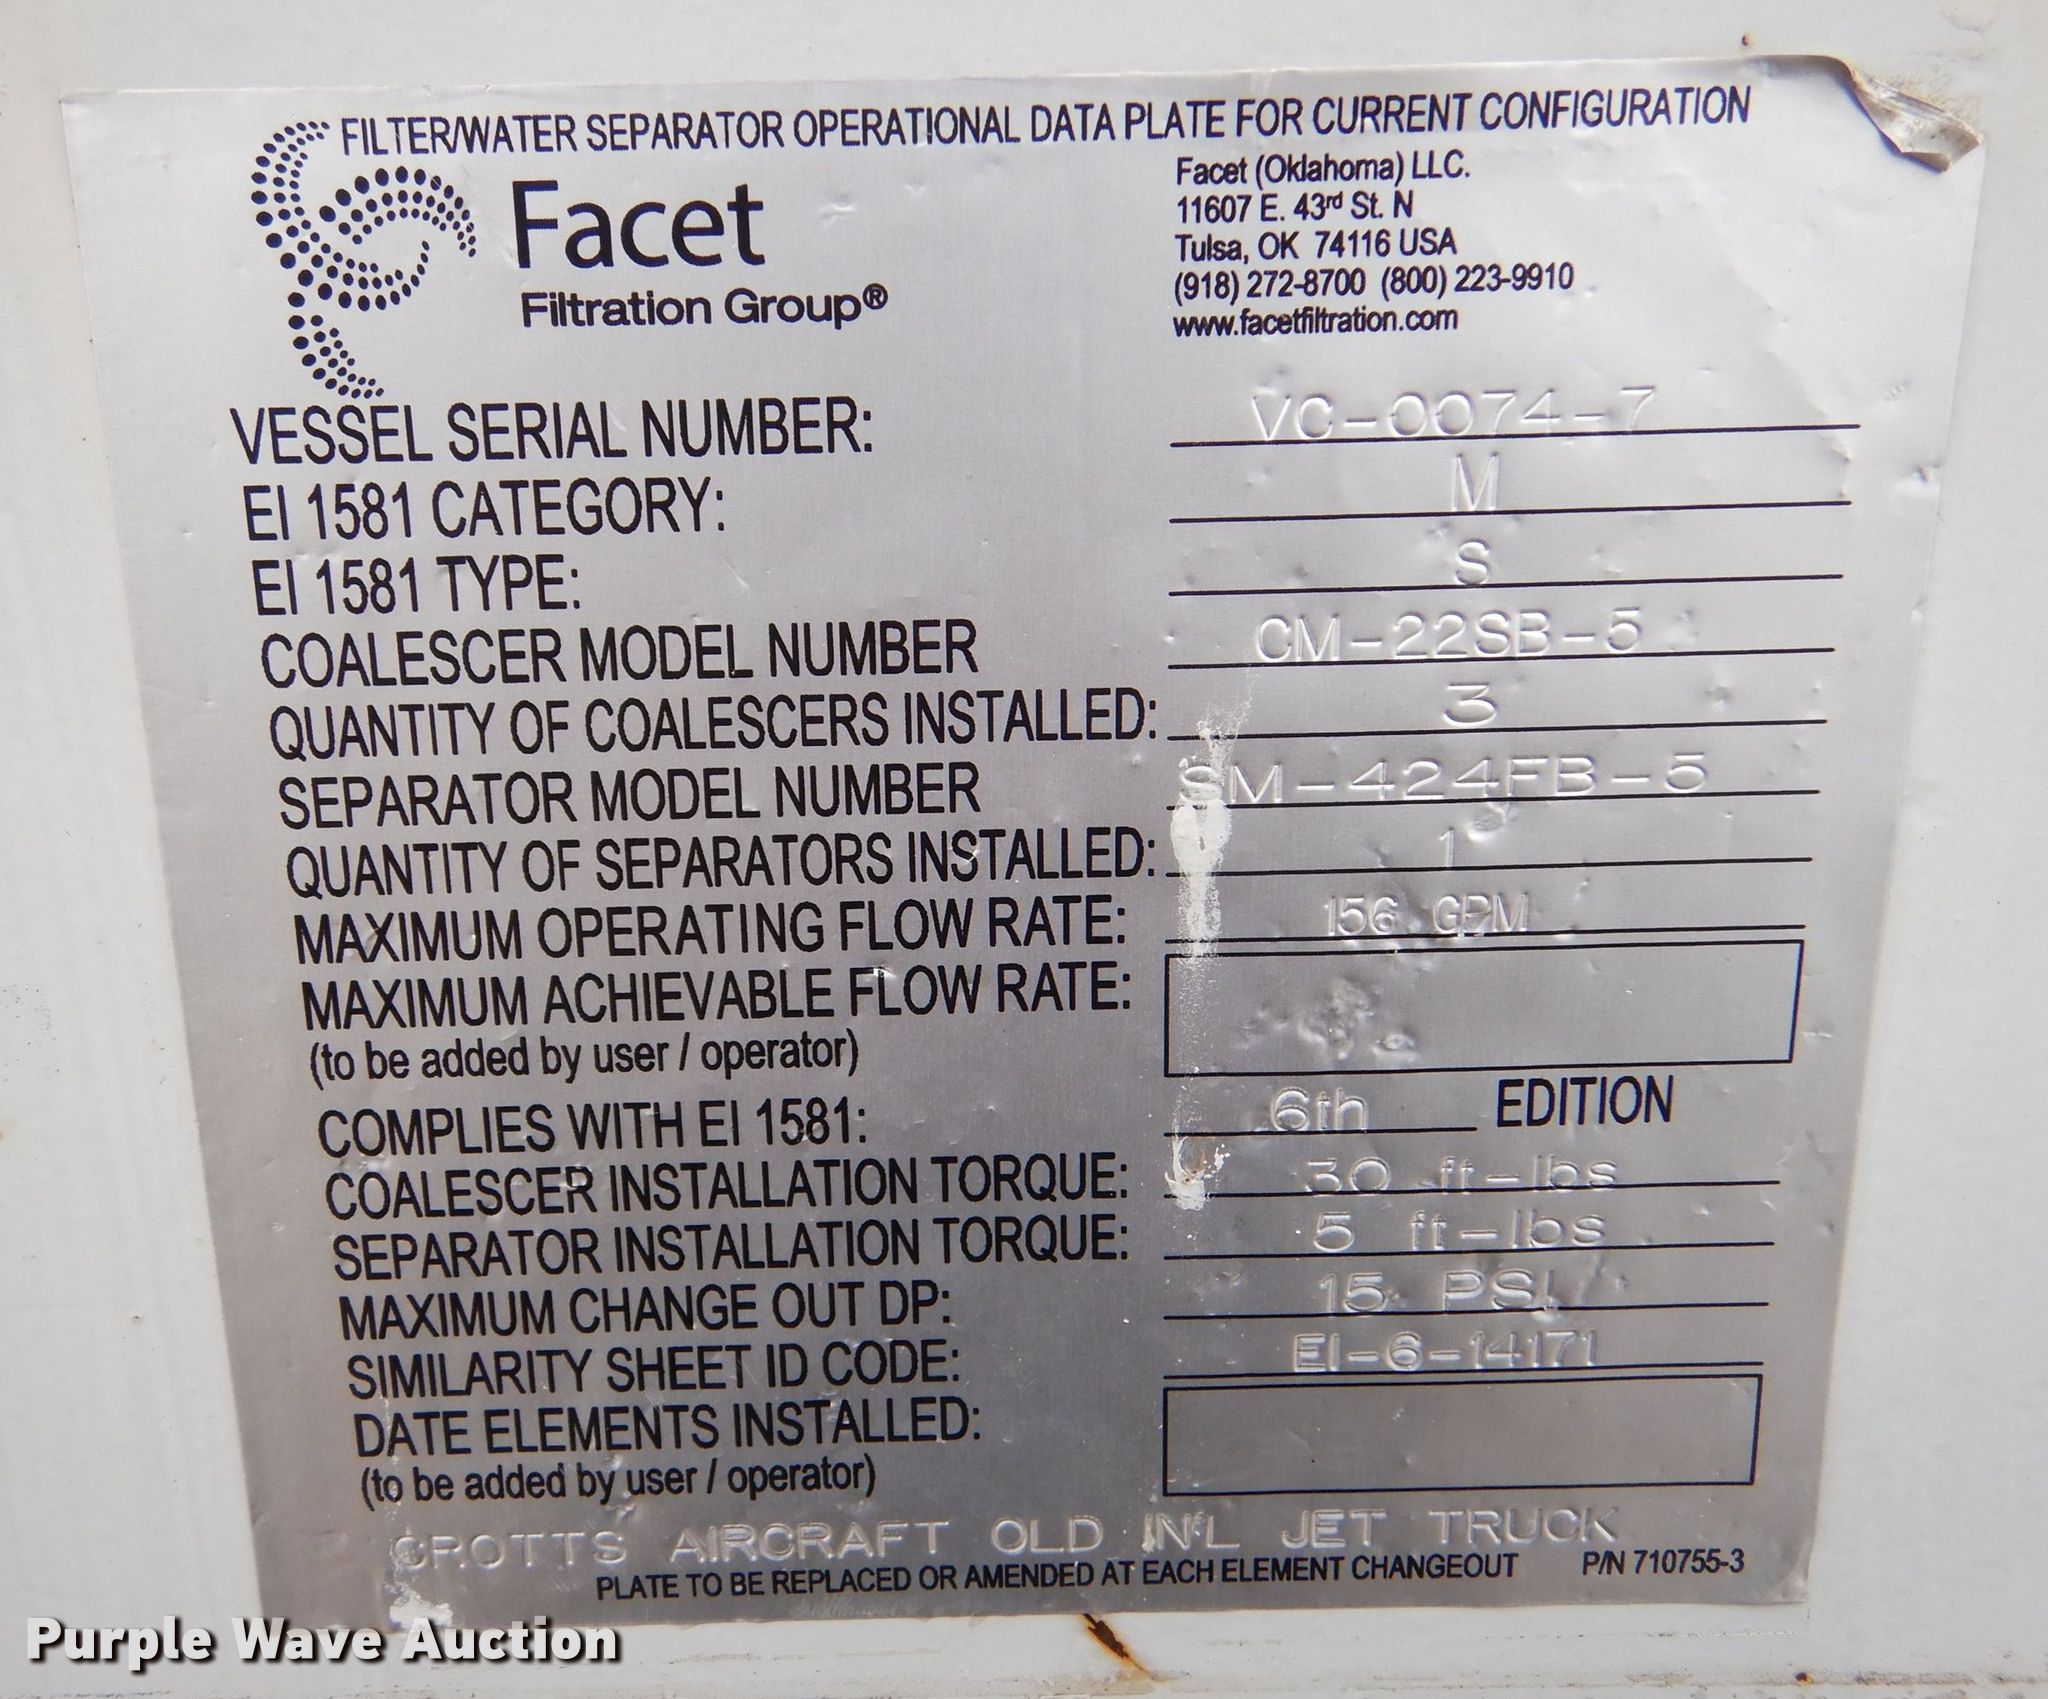 FILTER/WATER SEPARATOR OPERATIONAL DATA PLATE FOR CURRENT CONFIGURATION
Facet
Filtration Group®
Facet (Oklahoma) LLC.
11607 E. 43rd St. N
Tulsa, OK 74116 USA
(918) 272-8700 (800) 223-9910
www.facetfiltration.com
VESSEL SERIAL NUMBER: VC-0074-7
EI 1581 CATEGORY: M
EI 1581 TYPE: S
COALESCER MODEL NUMBER CM-22SB-5
QUANTITY OF COALESCERS INSTALLED: 3
SEPARATOR MODEL NUMBER SM-424FB-5
QUANTITY OF SEPARATORS INSTALLED: 1
MAXIMUM OPERATING FLOW RATE: 156 GPM
MAXIMUM ACHIEVABLE FLOW RATE:
(to be added by user / operator)
COMPLIES WITH EI 1581: 6th EDITION
COALESCER INSTALLATION TORQUE: 30 ft-lbs
SEPARATOR INSTALLATION TORQUE: 5 ft-lbs
MAXIMUM CHANGE OUT DP: 15 PSI
SIMILARITY SHEET ID CODE: EI-6-14171
DATE ELEMENTS INSTALLED:
(to be added by user / operator)
CROTTS AIRCRAFT OLD IN'L JET TRUCK
PLATE TO BE REPLACED OR AMENDED AT EACH ELEMENT CHANGEOUT P/N 710755-3
Purple Wave Auction